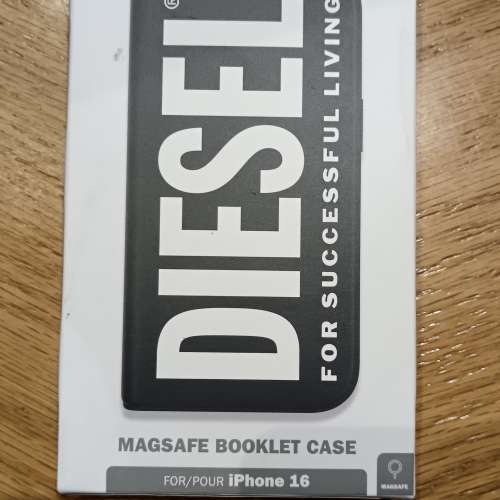 DIESEL®
FOR SUCCESSFUL LIVING
MAGSAFE BOOKLET CASE
FOR/POUR iPhone 16
MAGSAFE